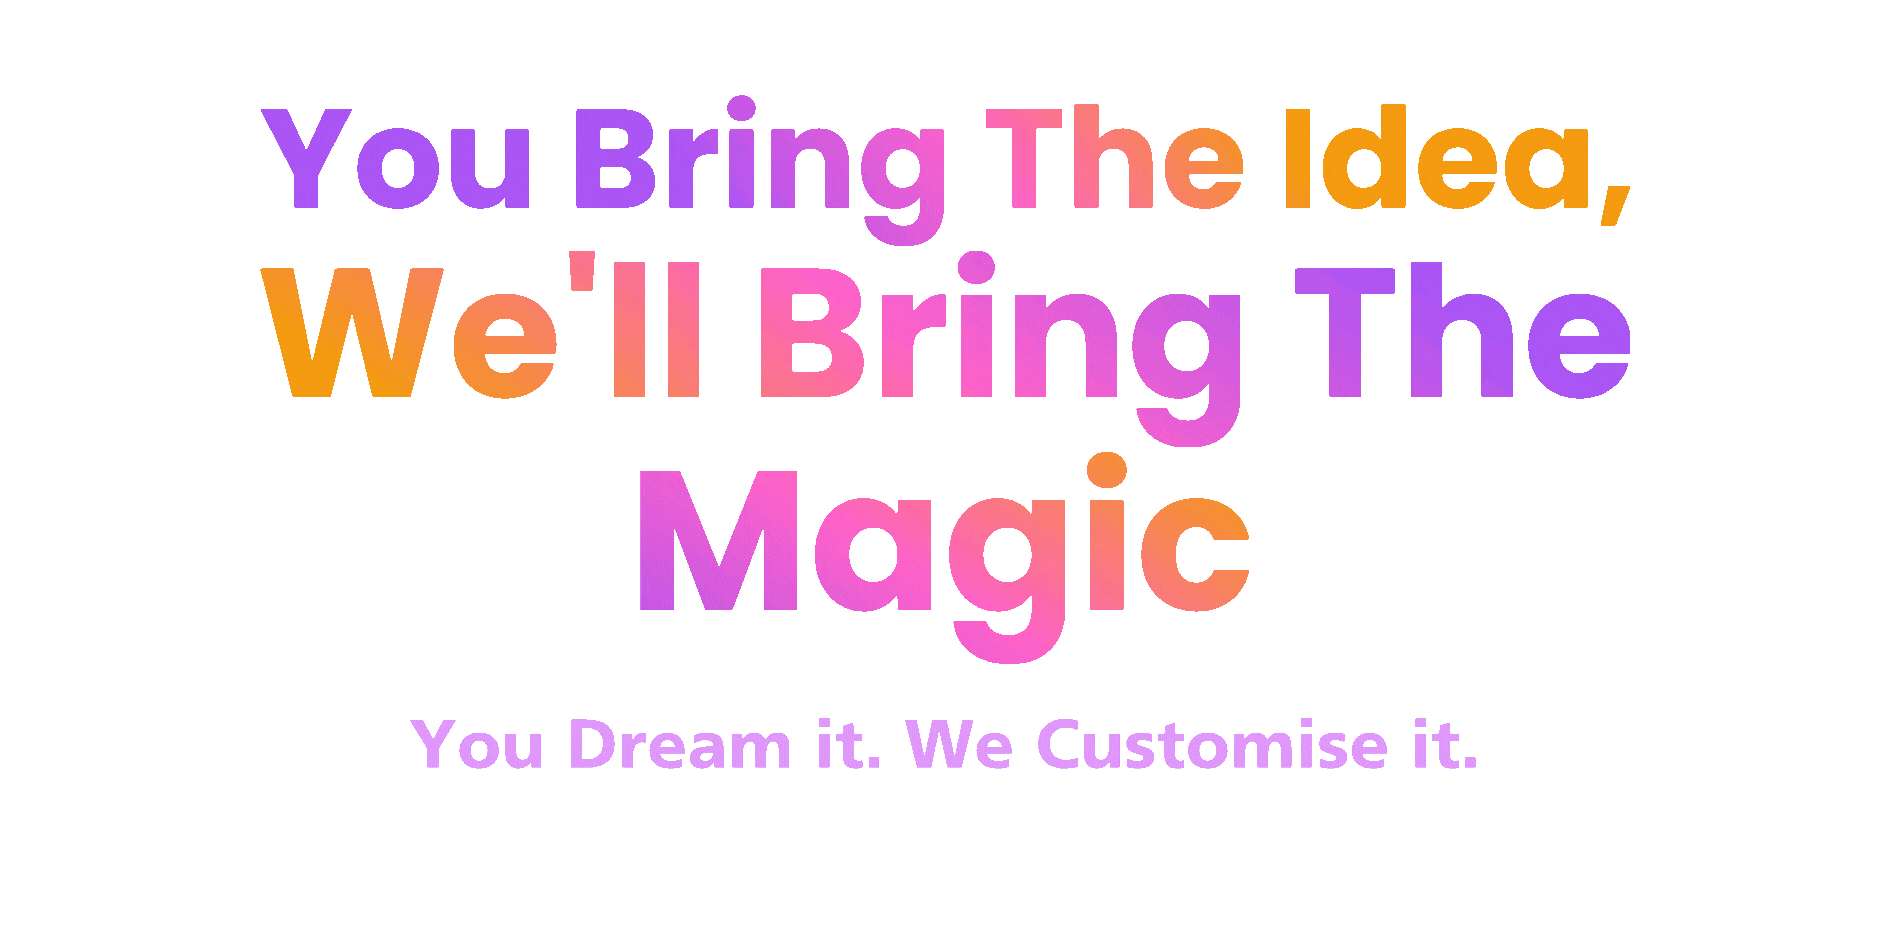 You Bring The Idea,
We'll Bring The
Magic
You Dream it. We Customise it.